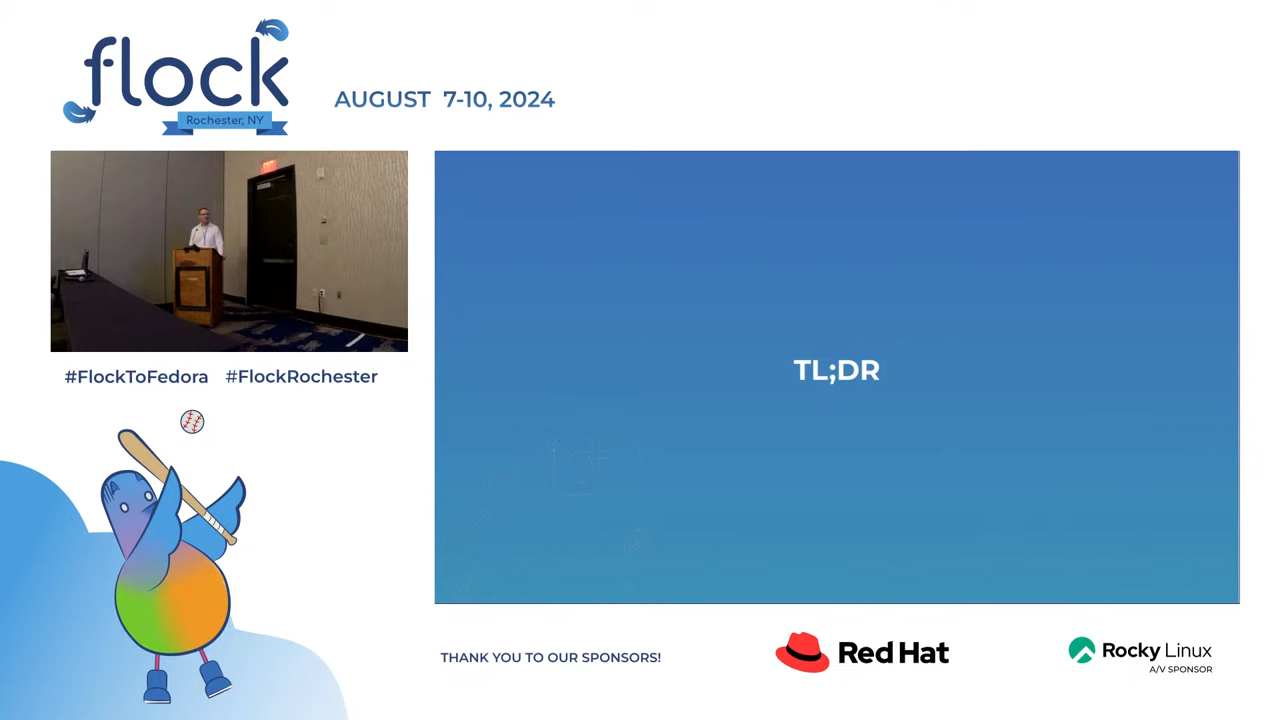 flock
Rochester, NY
AUGUST 7-10, 2024
EXIT
#FlockToFedora #FlockRochester
TL;DR
THANK YOU TO OUR SPONSORS!
Red Hat
Rocky Linux
A/V SPONSOR